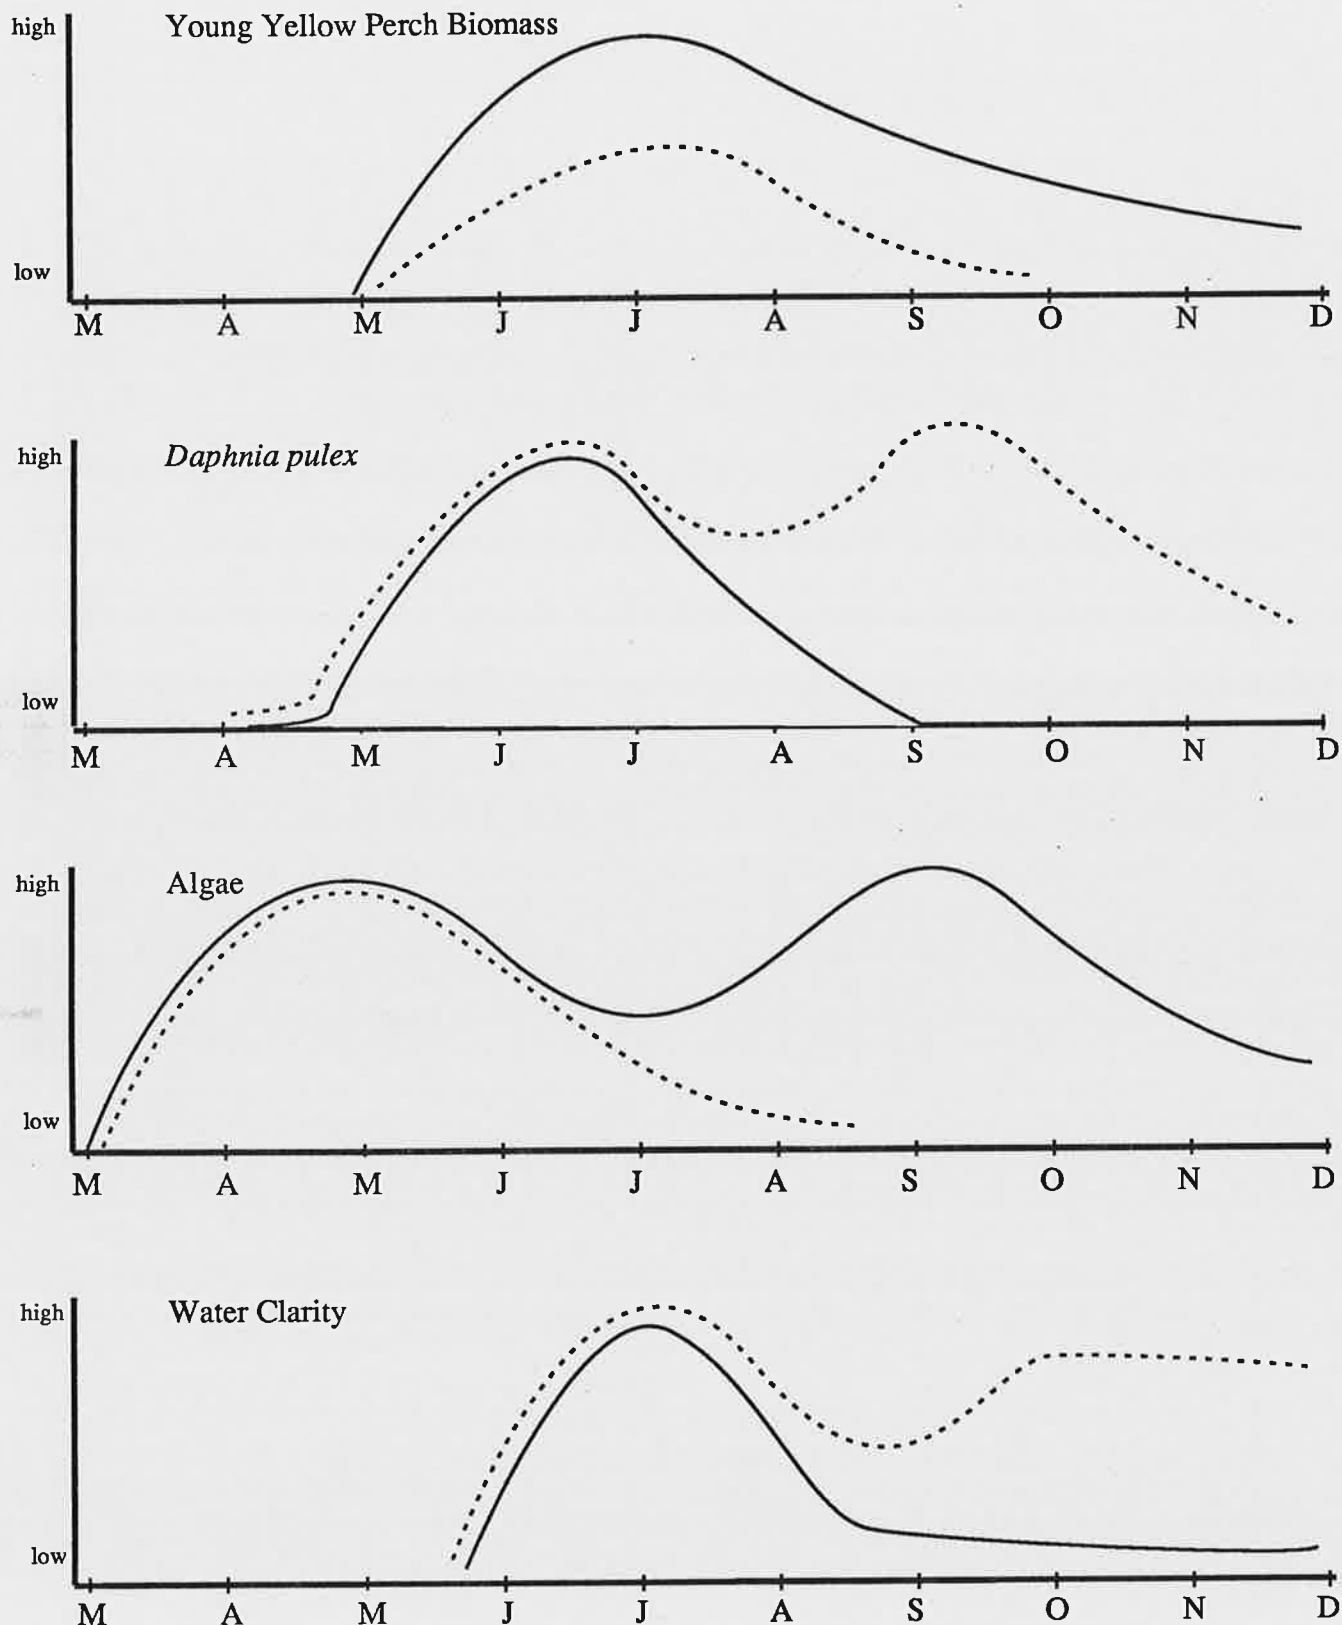 high
Young Yellow Perch Biomass
low
M A M J J A S O N D
high
Daphnia pulex
low
M A M J J A S O N D
high
Algae
low
M A M J J A S O N D
high
Water Clarity
low
M A M J J A S O N D